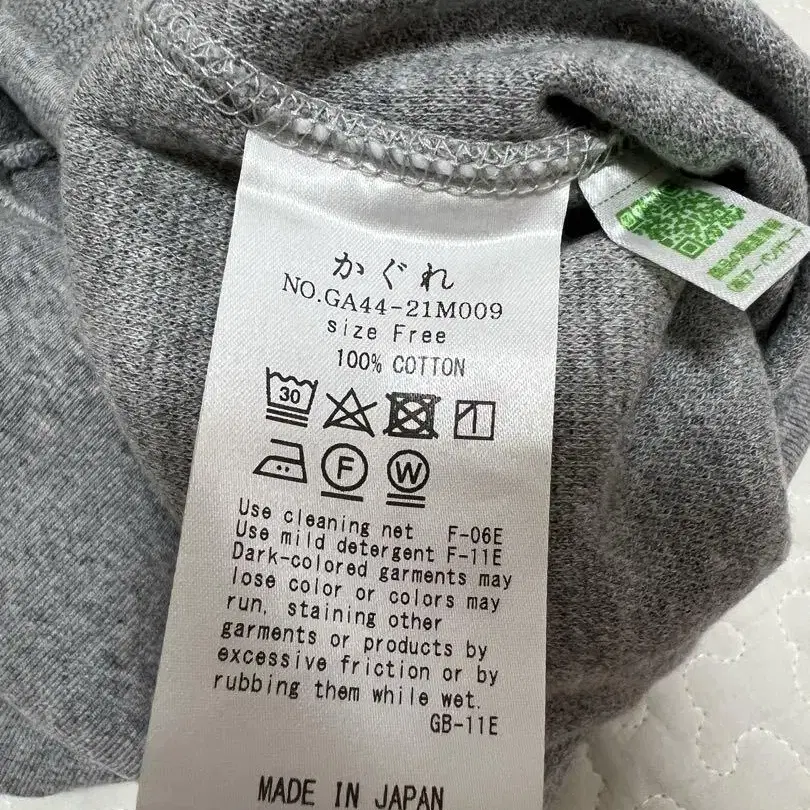 かぐれ
NO.GA44-21M009
size Free
100% COTTON
30
F
W
Use cleaning net F-06E
Use mild detergent F-11E
Dark-colored garments may
lose color or colors may
run, staining other
garments or products by
excessive friction or by
rubbing them while wet.
GB-11E
MADE IN JAPAN